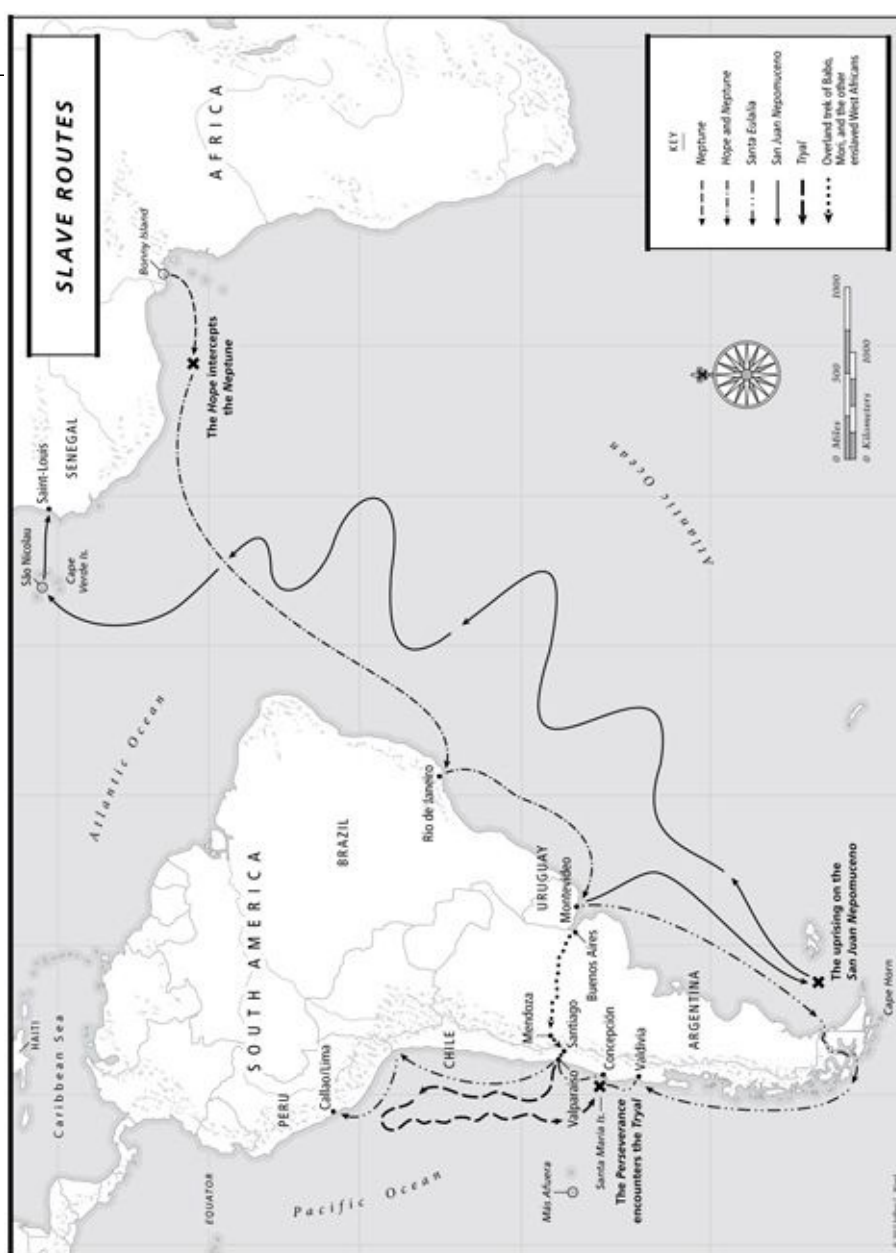 SLAVE ROUTES
AFRICA
Bonny Island
The Hope intercepts
the Neptune
SENEGAL
Saint-Louis
São Nicolau
Cape
Verde Is.
Atlantic Ocean
Atlantic Ocean
KEY
Neptune
Hope and Neptune
Santa Eulalia
San Juan Nepomuceno
Tryal
Overland trek of Babo,
Mori, and the other
enslaved West Africans
0 Miles 500 1000
0 Kilometers 1000
HAITI
Caribbean Sea
SOUTH AMERICA
BRAZIL
Rio de Janeiro
URUGUAY
Montevideo
Buenos Aires
Mendoza
Santiago
CHILE
Concepción
Valdivia
ARGENTINA
PERU
Callao/Lima
Valparaíso
Santa María Is.
The Perseverance
encounters the Tryal
Más Afuera
EQUATOR
Pacific Ocean
The uprising on the
San Juan Nepomuceno
Cape Horn